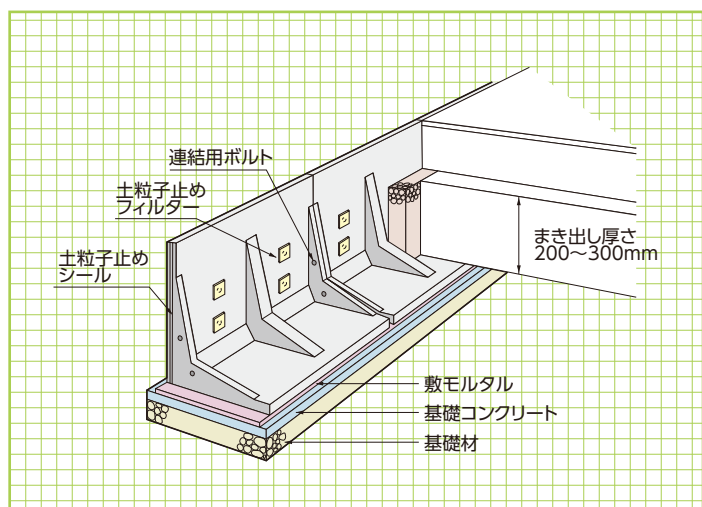 連結用ボルト
土粒子止め
フィルター
土粒子止め
シール
まき出し厚さ
200〜300mm
敷モルタル
基礎コンクリート
基礎材